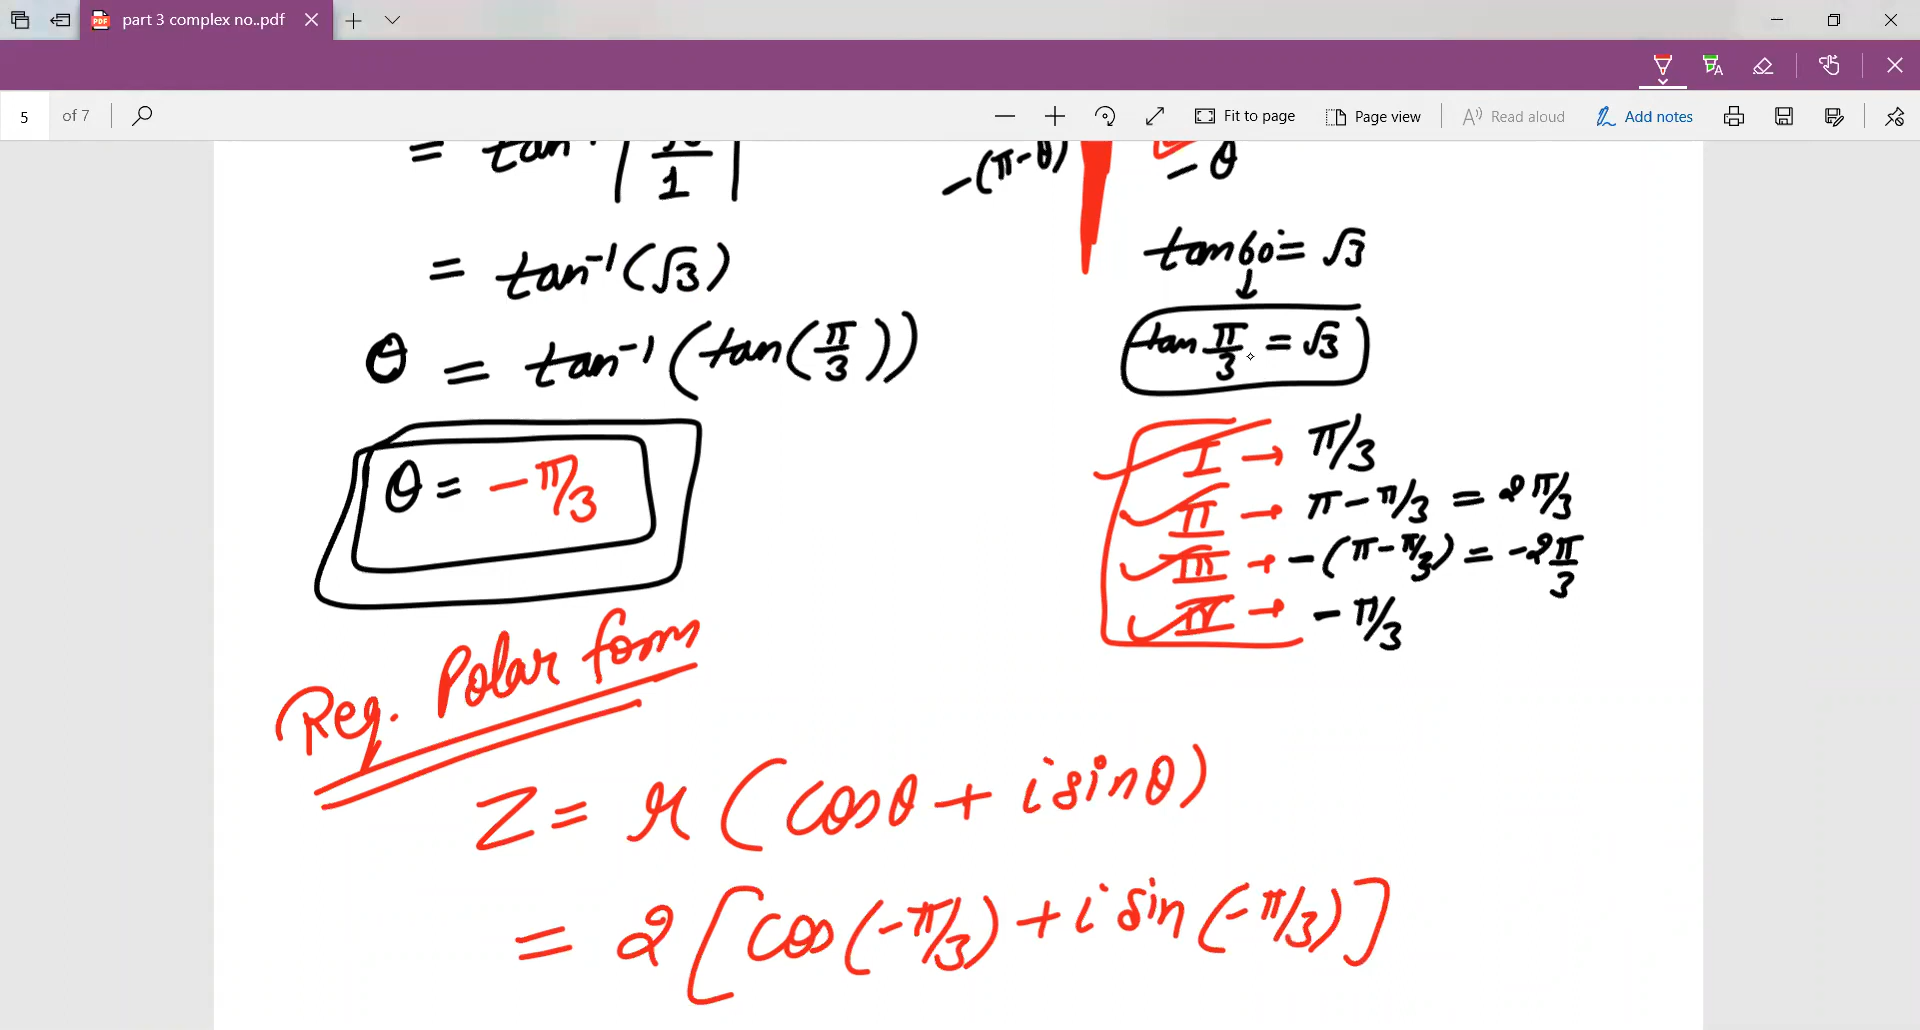 part 3 complex no..pdf
5 of 7
Fit to page
Page view
Read aloud
Add notes
= tan
1
-(π-θ)
-θ
= tan⁻¹(√3)
θ = tan⁻¹(tan(π/3))
θ = -π/3
tan60° = √3
tan π/3 = √3
I → π/3
II → π-π/3 = 2π/3
III → -(π-π/3) = -2π/3
IV → -π/3
Req. Polar form
Z = r (cosθ + i sinθ)
= 2[cos(-π/3) + i sin(-π/3)]